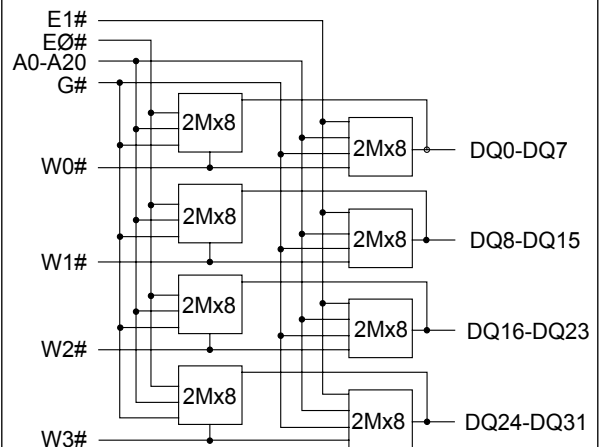 E1#
EØ#
A0-A20
G#
2Mx8
2Mx8
W0#
DQ0-DQ7
2Mx8
2Mx8
W1#
DQ8-DQ15
2Mx8
2Mx8
W2#
DQ16-DQ23
2Mx8
2Mx8
W3#
DQ24-DQ31